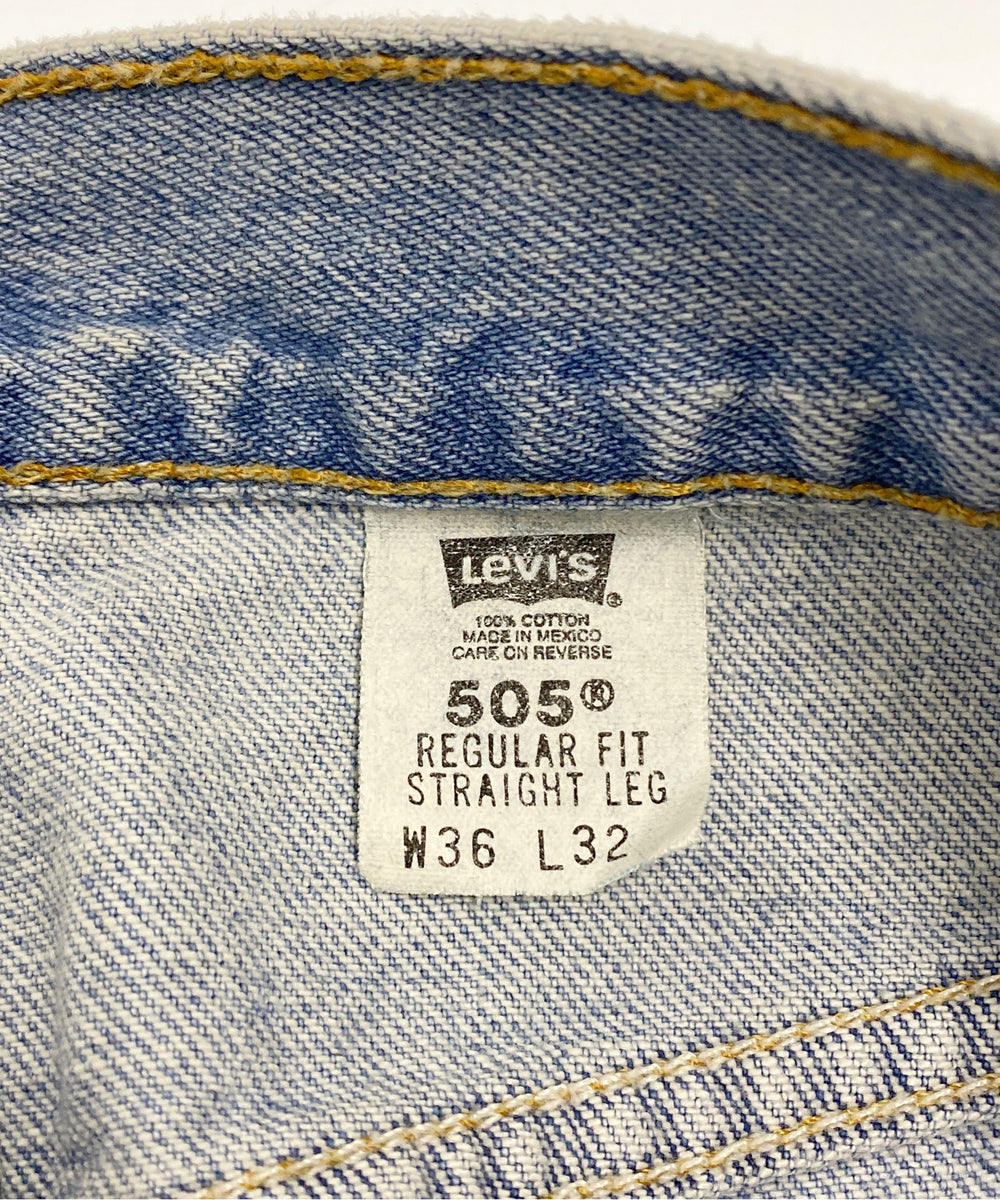 Levi's®
100% COTTON
MADE IN MEXICO
CARE ON REVERSE
505®
REGULAR FIT
STRAIGHT LEG
W36 L32